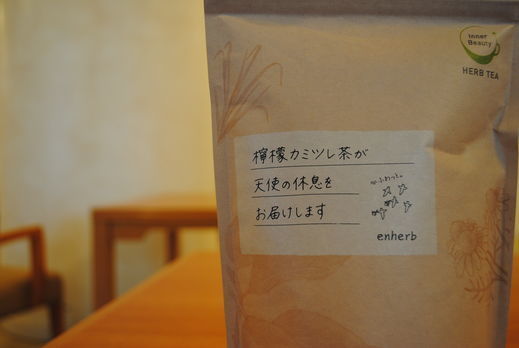 Inner
Beauty
HERB TEA
檸檬カミツレ茶が
天使の休息を
お届けします
enherb